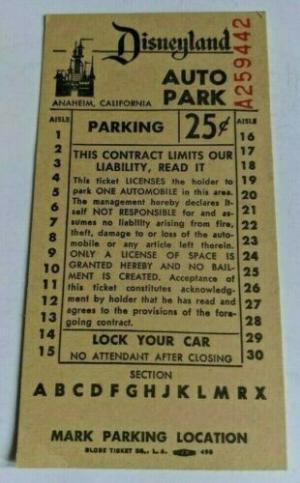 Disneyland
AUTO
PARK
A259442
ANAHEIM, CALIFORNIA
AISLE
PARKING 25¢
AISLE
1
2
3
4
5
6
7
8
9
10
11
12
13
14
15
THIS CONTRACT LIMITS OUR
LIABILITY, READ IT
This ticket LICENSES the holder to
park ONE AUTOMOBILE in this area.
The management hereby declares it-
self NOT RESPONSIBLE for and as-
sumes no liability arising from fire,
theft, damage to or loss of the auto-
mobile or any article left therein.
ONLY A LICENSE OF SPACE IS
GRANTED HEREBY AND NO BAIL-
MENT IS CREATED. Acceptance of
this ticket constitutes acknowledg-
ment by holder that he has read and
agrees to the provisions of the fore-
going contract.
16
17
18
19
20
21
22
23
24
25
26
27
28
29
30
LOCK YOUR CAR
NO ATTENDANT AFTER CLOSING
SECTION
A B C D F G H J K L M R X
MARK PARKING LOCATION
GLOBE TICKET CO., L. A.